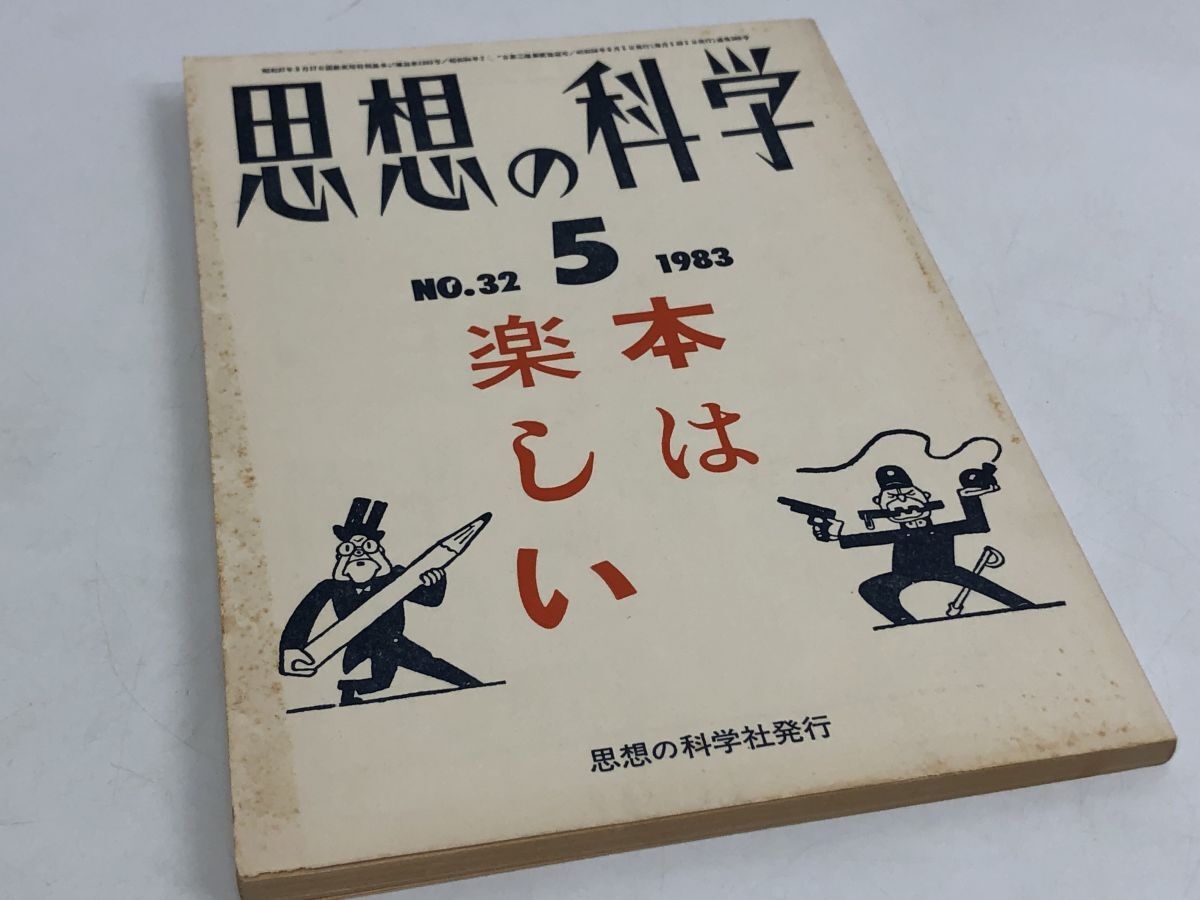 思想の科学
NO.32 5 1983
本は
楽しい
思想の科学社発行